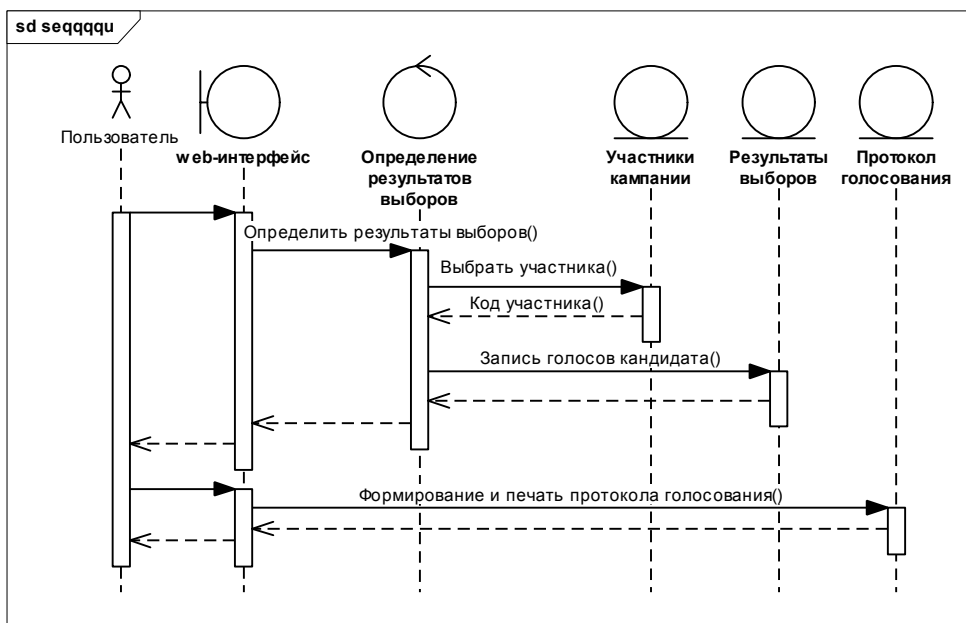 sd seqqqqu
Пользователь
web-интерфейс
Определение
результатов
выборов
Участники
кампании
Результаты
выборов
Протокол
голосования
Определить результаты выборов()
Выбрать участника()
Код участника()
Запись голосов кандидата()
Формирование и печать протокола голосования()